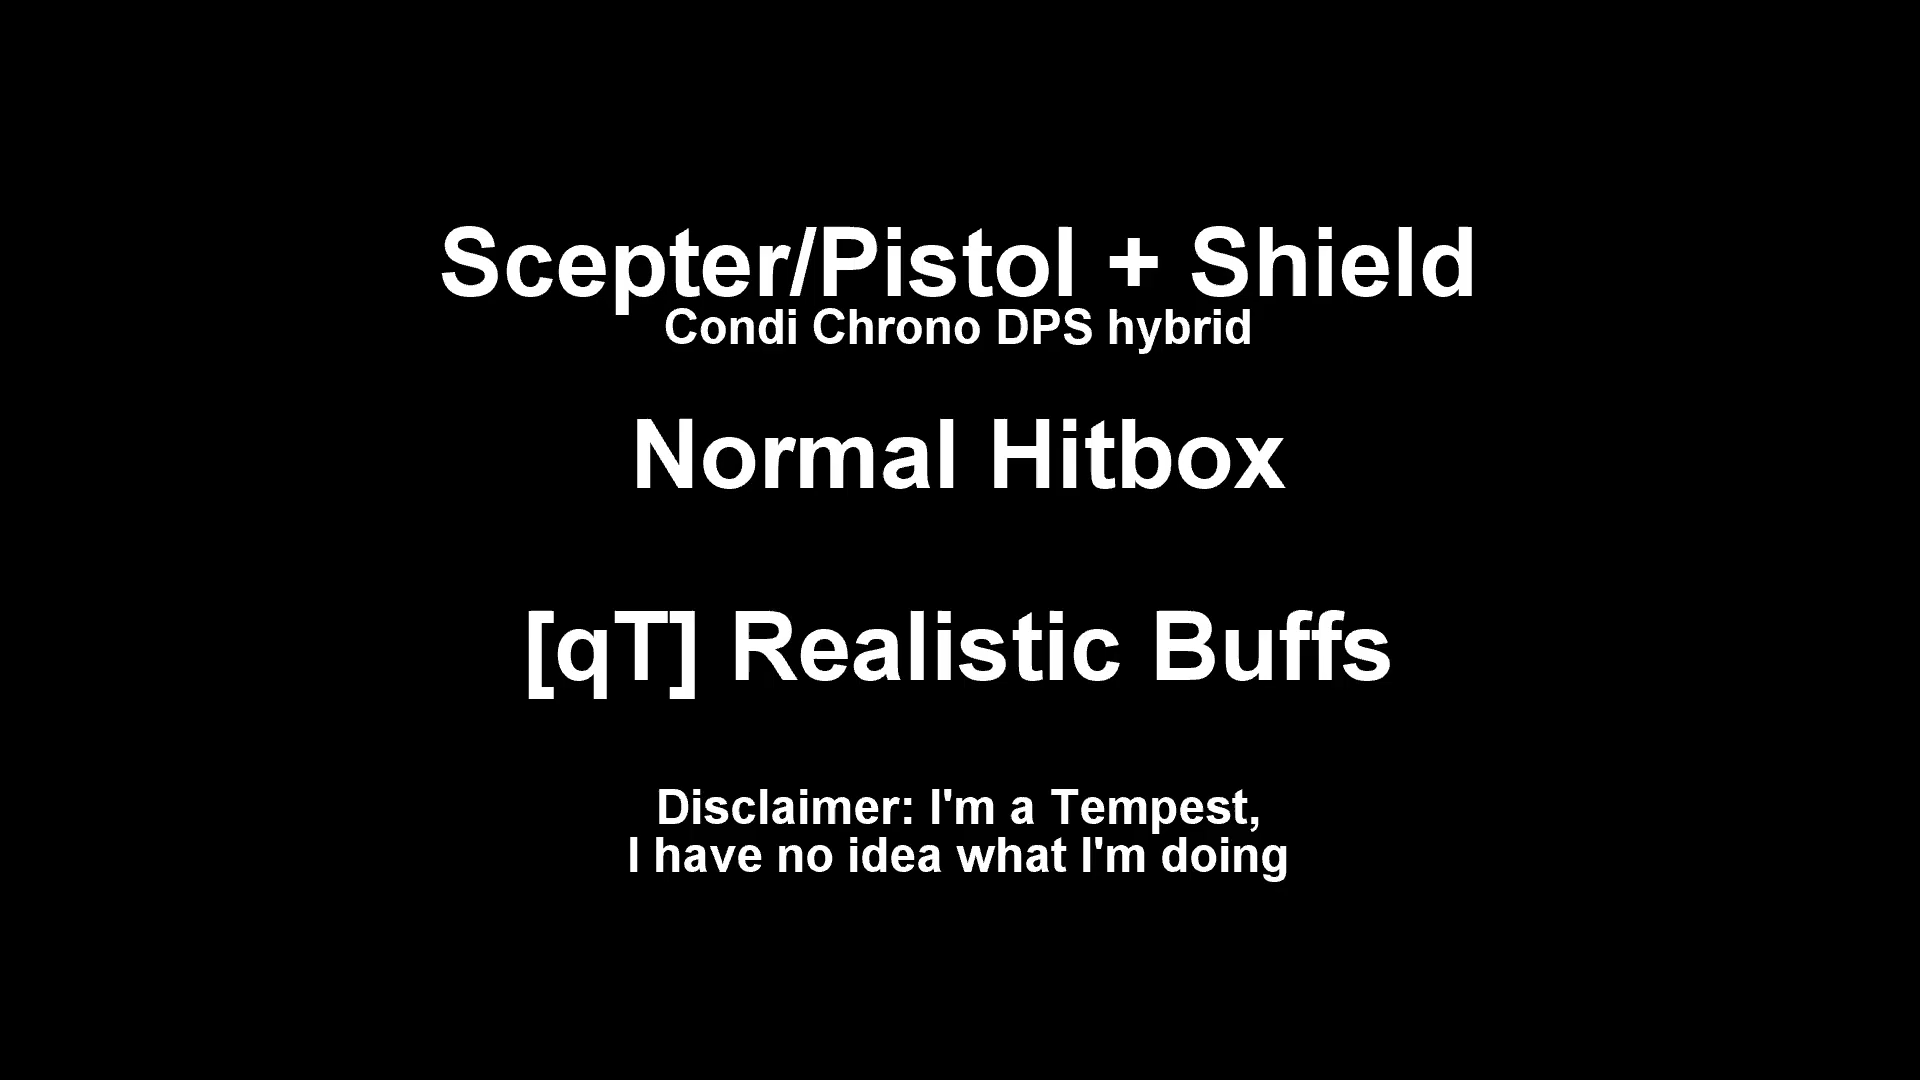 Scepter/Pistol + Shield
Condi Chrono DPS hybrid
Normal Hitbox
[qT] Realistic Buffs
Disclaimer: I'm a Tempest,
I have no idea what I'm doing